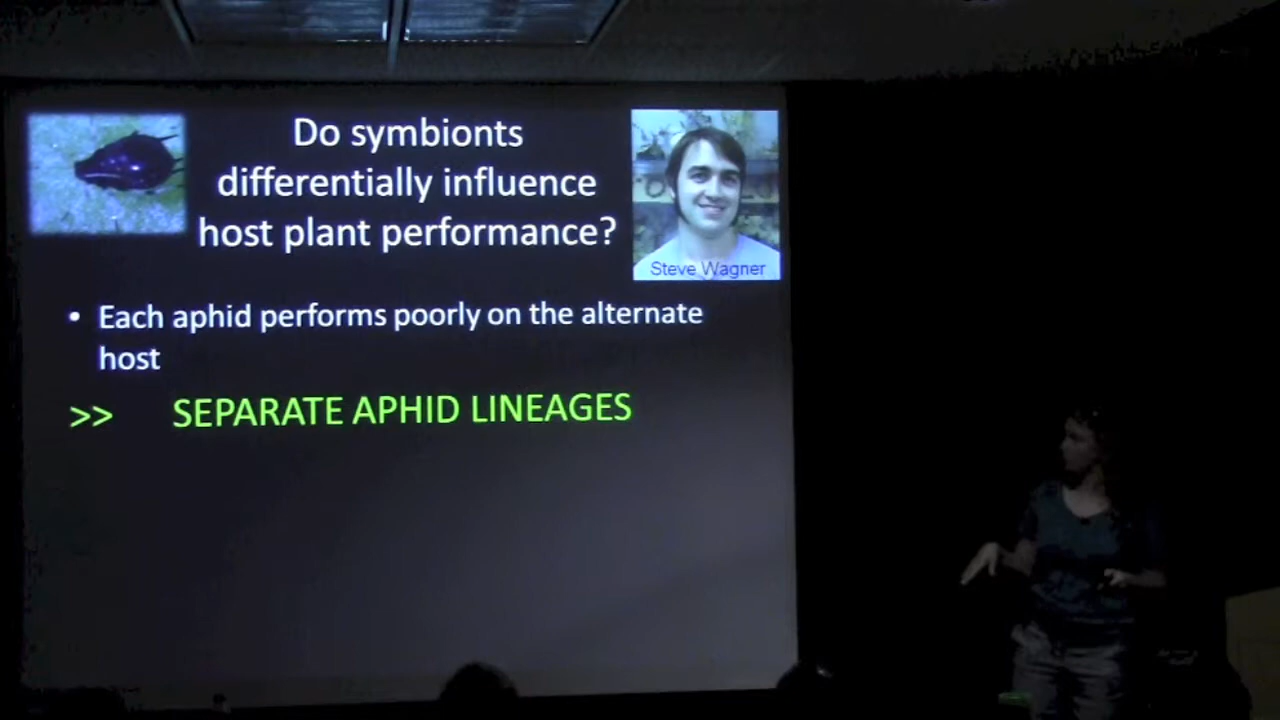 Do symbionts
differentially influence
host plant performance?
Steve Wagner
• Each aphid performs poorly on the alternate
host
>> SEPARATE APHID LINEAGES